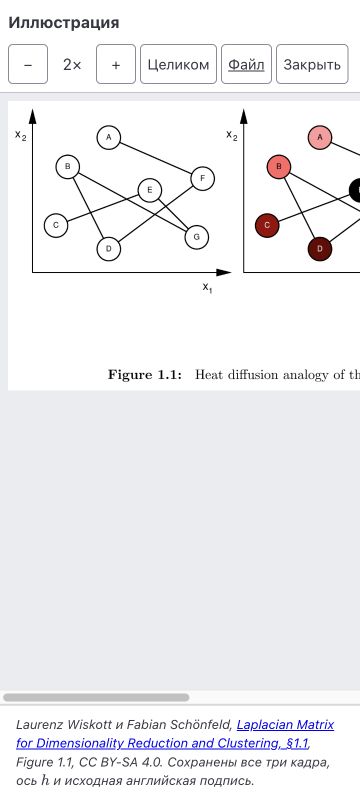 Иллюстрация
− 2× + Целиком Файл Закрыть
x2 x2
A A
B B
F
E
C C
G
D D
x1
Figure 1.1: Heat diffusion analogy of th
Laurenz Wiskott и Fabian Schönfeld, Laplacian Matrix
for Dimensionality Reduction and Clustering, §1.1,
Figure 1.1, CC BY-SA 4.0. Сохранены все три кадра,
ось h и исходная английская подпись.